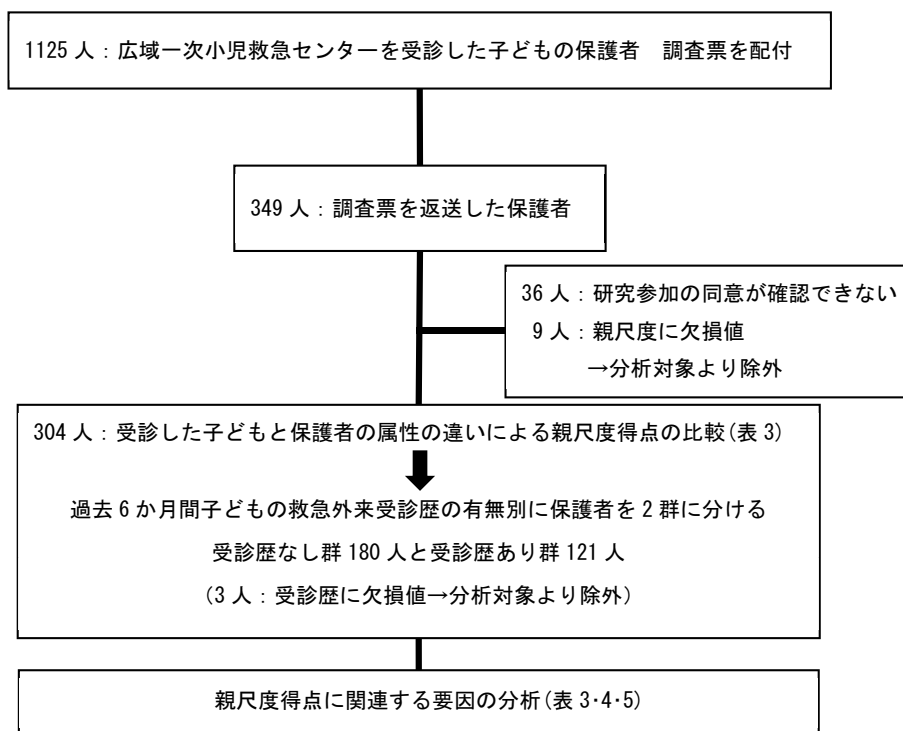 1125 人：広域一次小児救急センターを受診した子どもの保護者　調査票を配付
349 人：調査票を返送した保護者
36 人：研究参加の同意が確認できない
9 人：親尺度に欠損値
→分析対象より除外
304 人：受診した子どもと保護者の属性の違いによる親尺度得点の比較(表 3)
過去 6 か月間子どもの救急外来受診歴の有無別に保護者を 2 群に分ける
受診歴なし群 180 人と受診歴あり群 121 人
（3 人：受診歴に欠損値→分析対象より除外）
親尺度得点に関連する要因の分析(表 3･4･5)